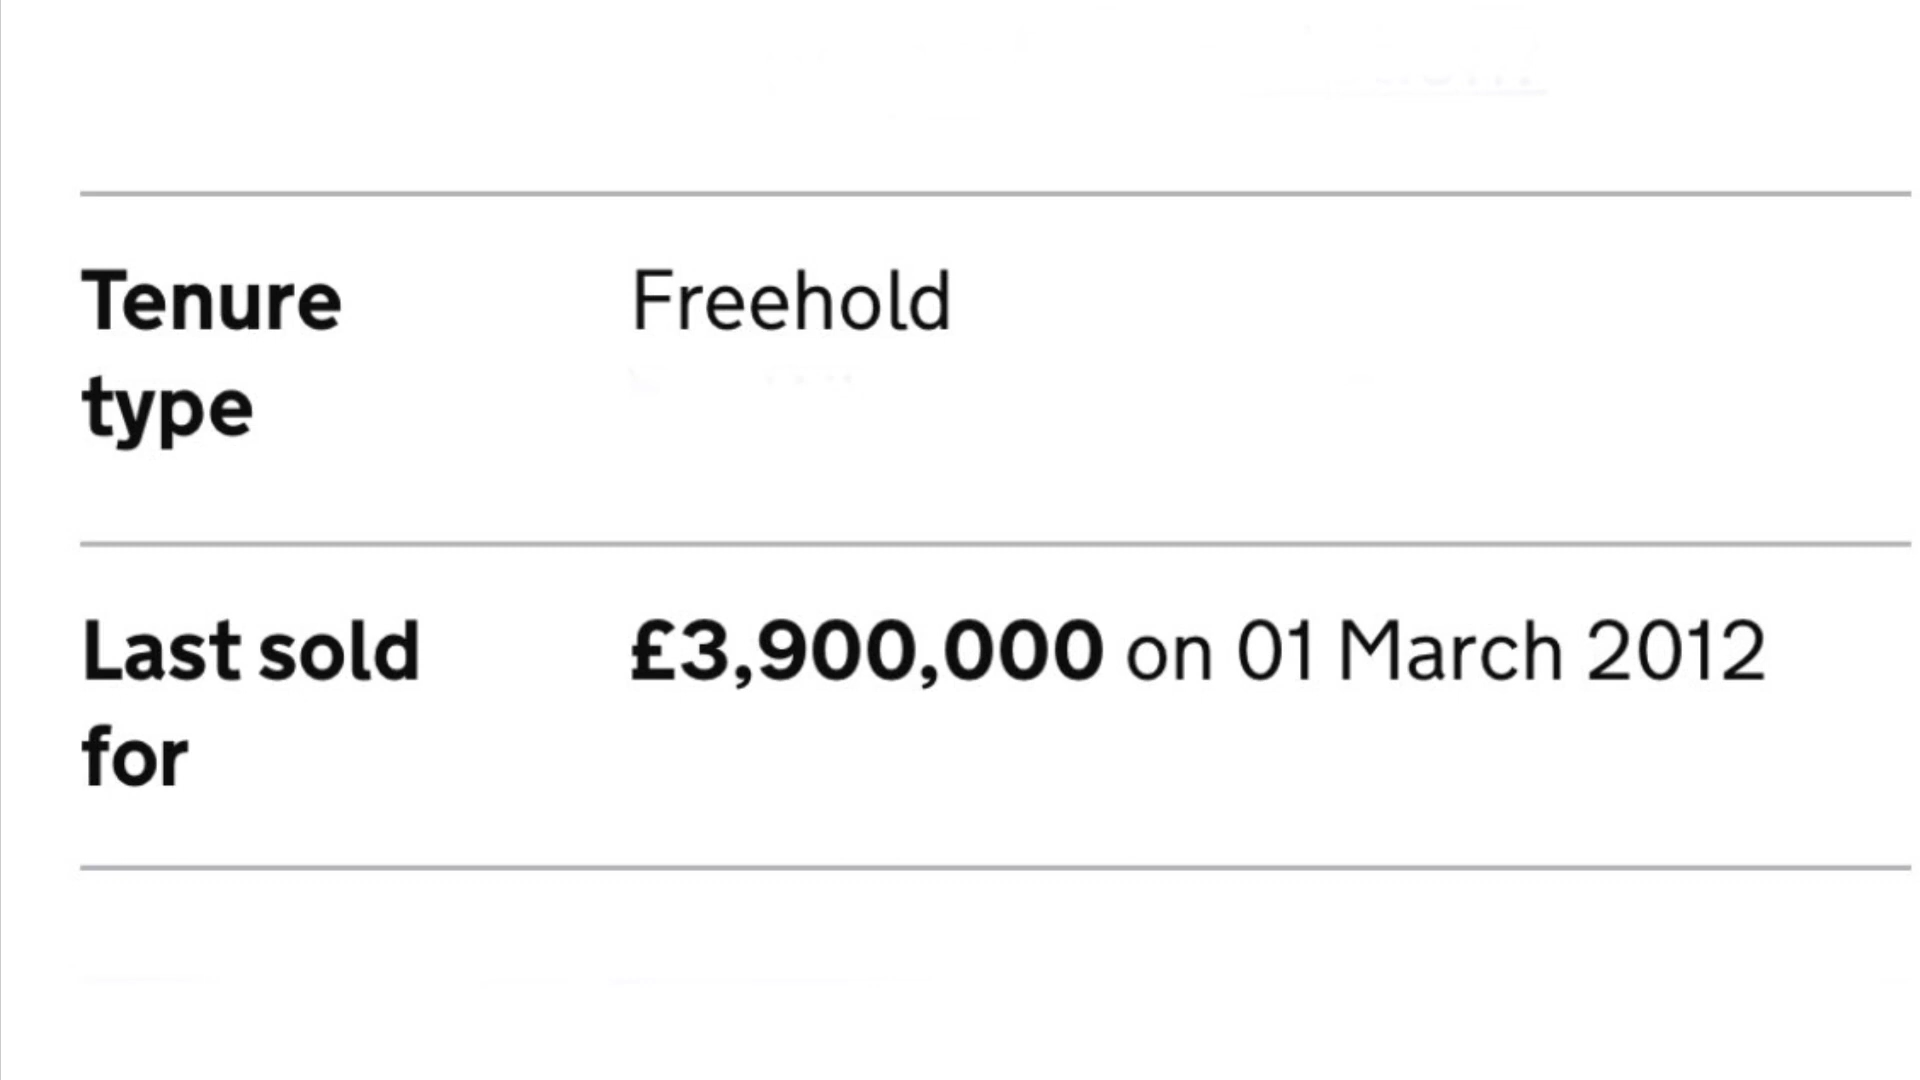 Tenure Freehold
type
Last sold £3,900,000 on 01 March 2012
for